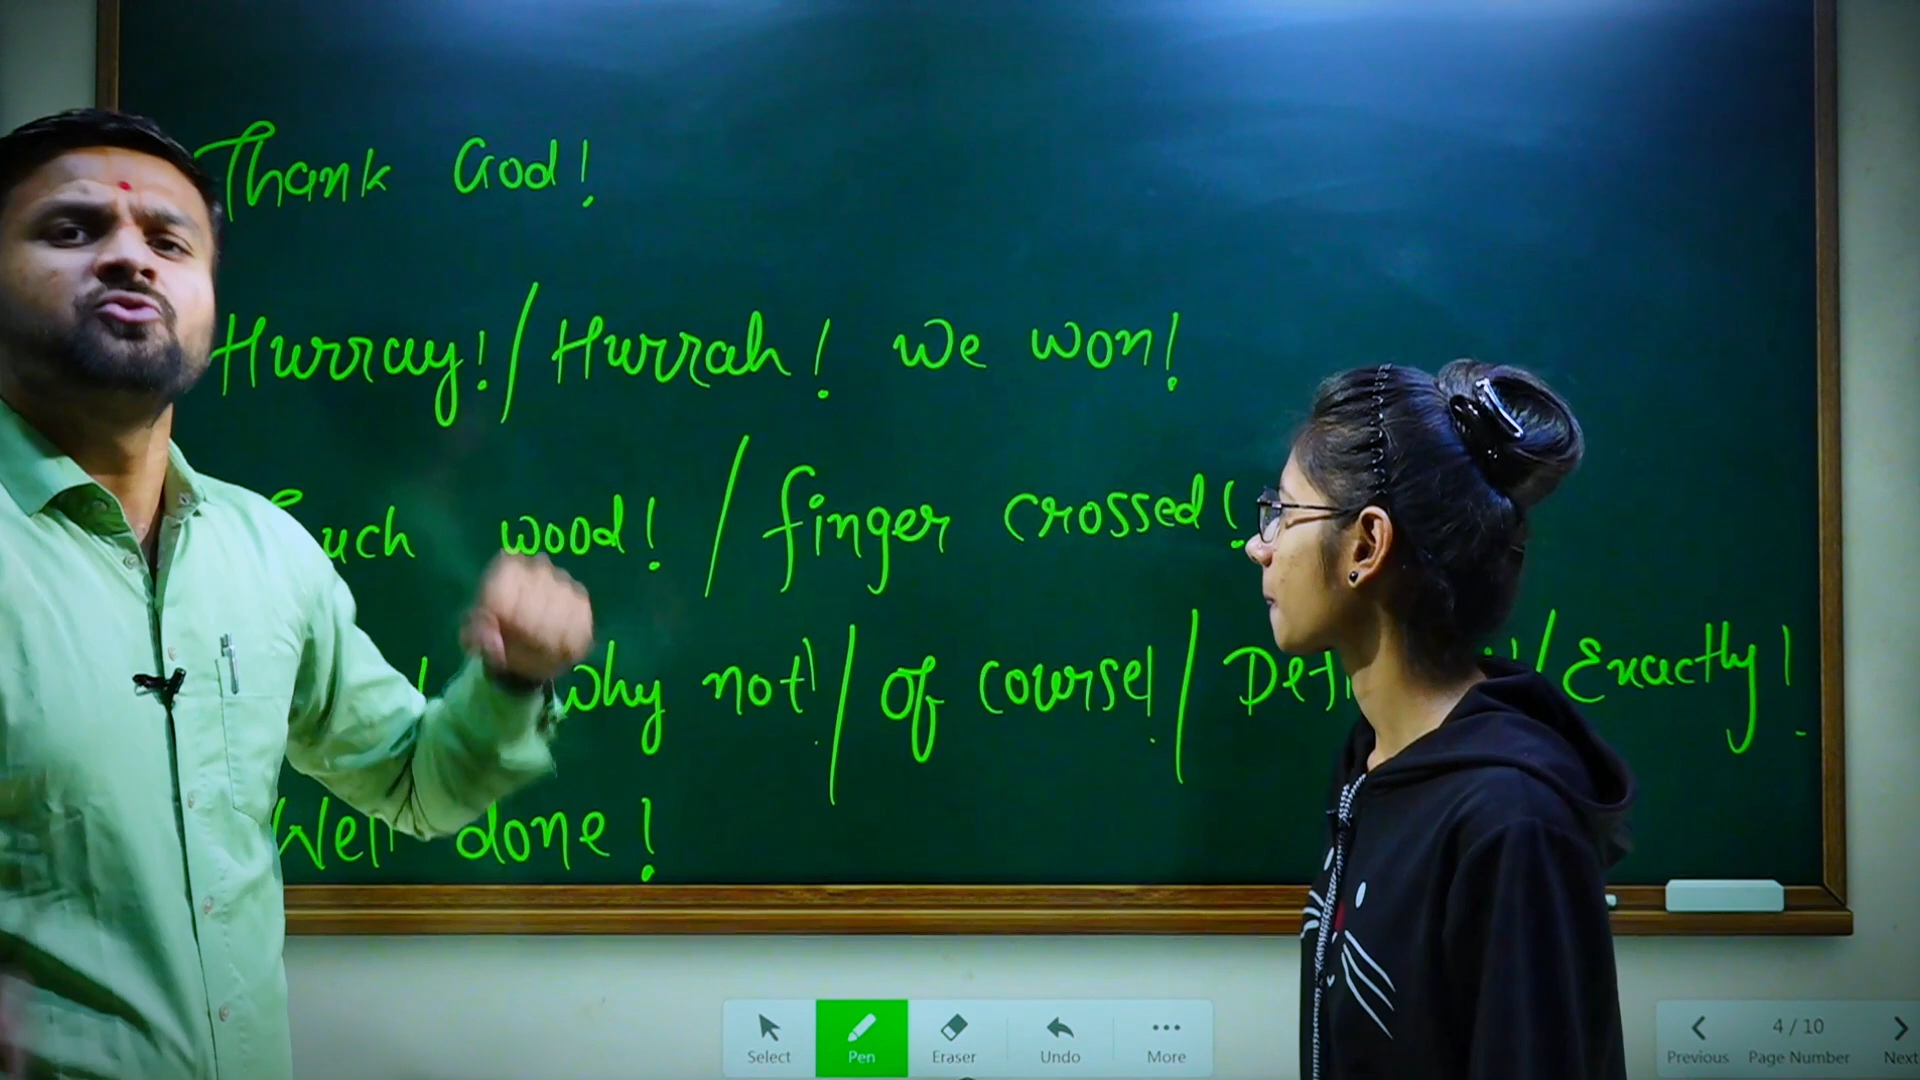 Thank God!
Hurray! / Hurrah! we won!
wood! / finger crossed!
why not! / of course! / Exactly!
Well done!
Select Pen Eraser Undo More
4 / 10
Previous Page Number Next